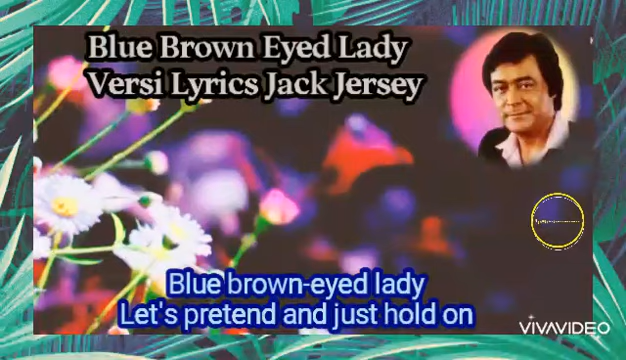 Blue Brown Eyed Lady
Versi Lyrics Jack Jersey
Blue brown-eyed lady
Let's pretend and just hold on
VIVAVIDEO